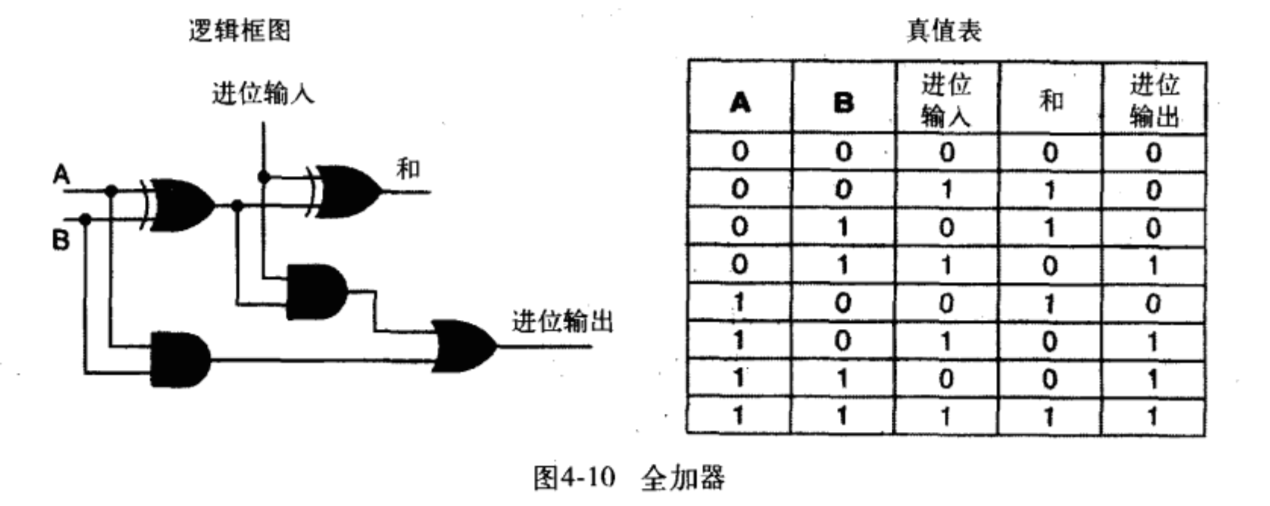 逻辑框图
进位输入
A
和
B
进位输出
真值表
A B 进位输入 和 进位输出
0 0 0 0 0
0 0 1 1 0
0 1 0 1 0
0 1 1 0 1
1 0 0 1 0
1 0 1 0 1
1 1 0 0 1
1 1 1 1 1
图4-10 全加器